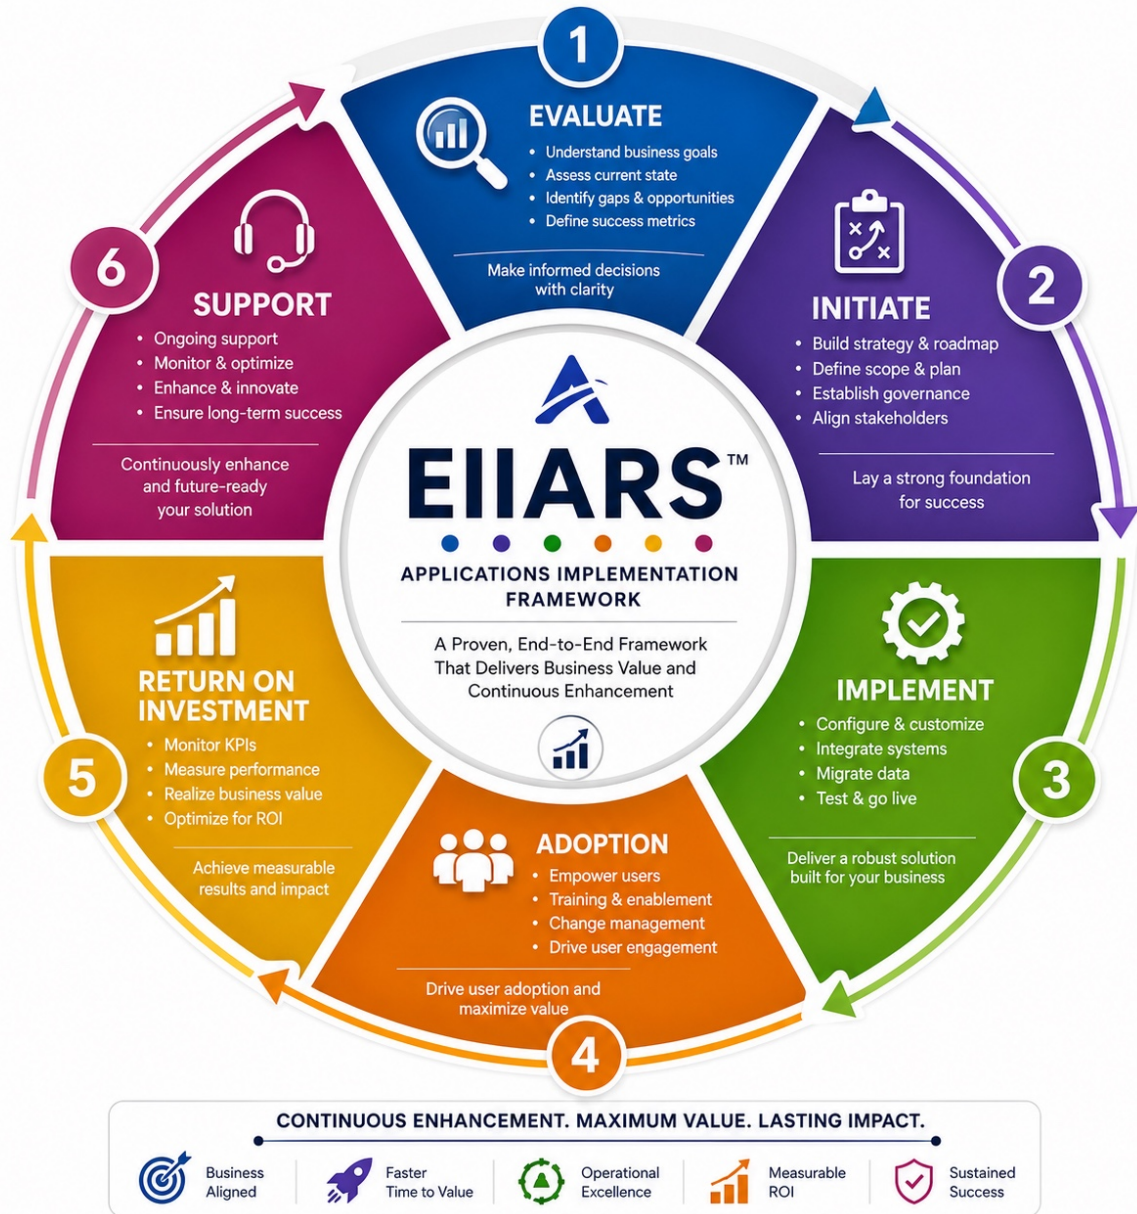 1
EVALUATE
• Understand business goals
• Assess current state
• Identify gaps & opportunities
• Define success metrics
Make informed decisions
with clarity
2
INITIATE
• Build strategy & roadmap
• Define scope & plan
• Establish governance
• Align stakeholders
Lay a strong foundation
for success
3
IMPLEMENT
• Configure & customize
• Integrate systems
• Migrate data
• Test & go live
Deliver a robust solution
built for your business
4
ADOPTION
• Empower users
• Training & enablement
• Change management
• Drive user engagement
Drive user adoption and
maximize value
5
RETURN ON
INVESTMENT
• Monitor KPIs
• Measure performance
• Realize business value
• Optimize for ROI
Achieve measurable
results and impact
6
SUPPORT
• Ongoing support
• Monitor & optimize
• Enhance & innovate
• Ensure long-term success
Continuously enhance
and future-ready
your solution
EIIARS™
APPLICATIONS IMPLEMENTATION
FRAMEWORK
A Proven, End-to-End Framework
That Delivers Business Value and
Continuous Enhancement
CONTINUOUS ENHANCEMENT. MAXIMUM VALUE. LASTING IMPACT.
Business
Aligned
Faster
Time to Value
Operational
Excellence
Measurable
ROI
Sustained
Success